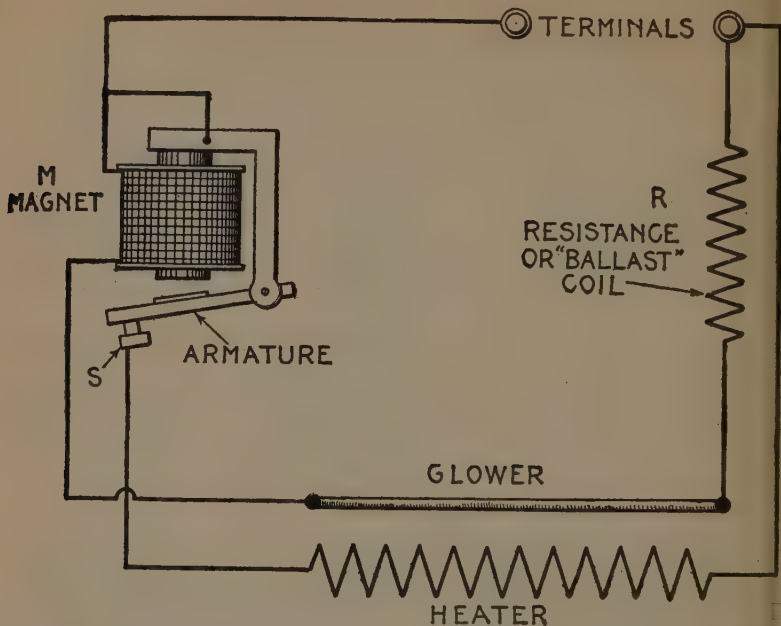 TERMINALS
M
MAGNET
R
RESISTANCE
OR "BALLAST"
COIL
S
ARMATURE
GLOWER
HEATER